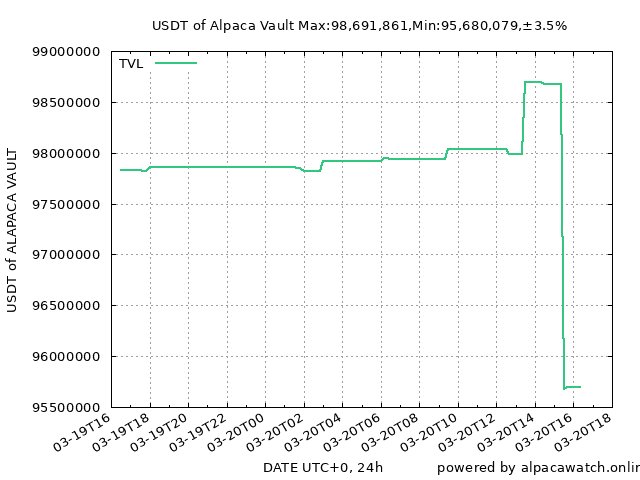 USDT of Alpaca Vault Max:98,691,861,Min:95,680,079,±3.5%
99000000
TVL
98500000
98000000
97500000
97000000
96500000
96000000
95500000
USDT of ALAPACA VAULT
03-19T16
03-19T18
03-19T20
03-19T22
03-20T00
03-20T02
03-20T04
03-20T06
03-20T08
03-20T10
03-20T12
03-20T14
03-20T16
03-20T18
DATE UTC+0, 24h
powered by alpacawatch.onlin